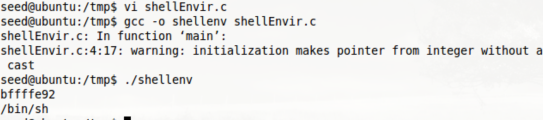 seed@ubuntu:/tmp$ vi shellEnvir.c
seed@ubuntu:/tmp$ gcc -o shellenv shellEnvir.c
shellEnvir.c: In function 'main':
shellEnvir.c:4:17: warning: initialization makes pointer from integer without a
 cast
seed@ubuntu:/tmp$ ./shellenv
bffffe92
/bin/sh